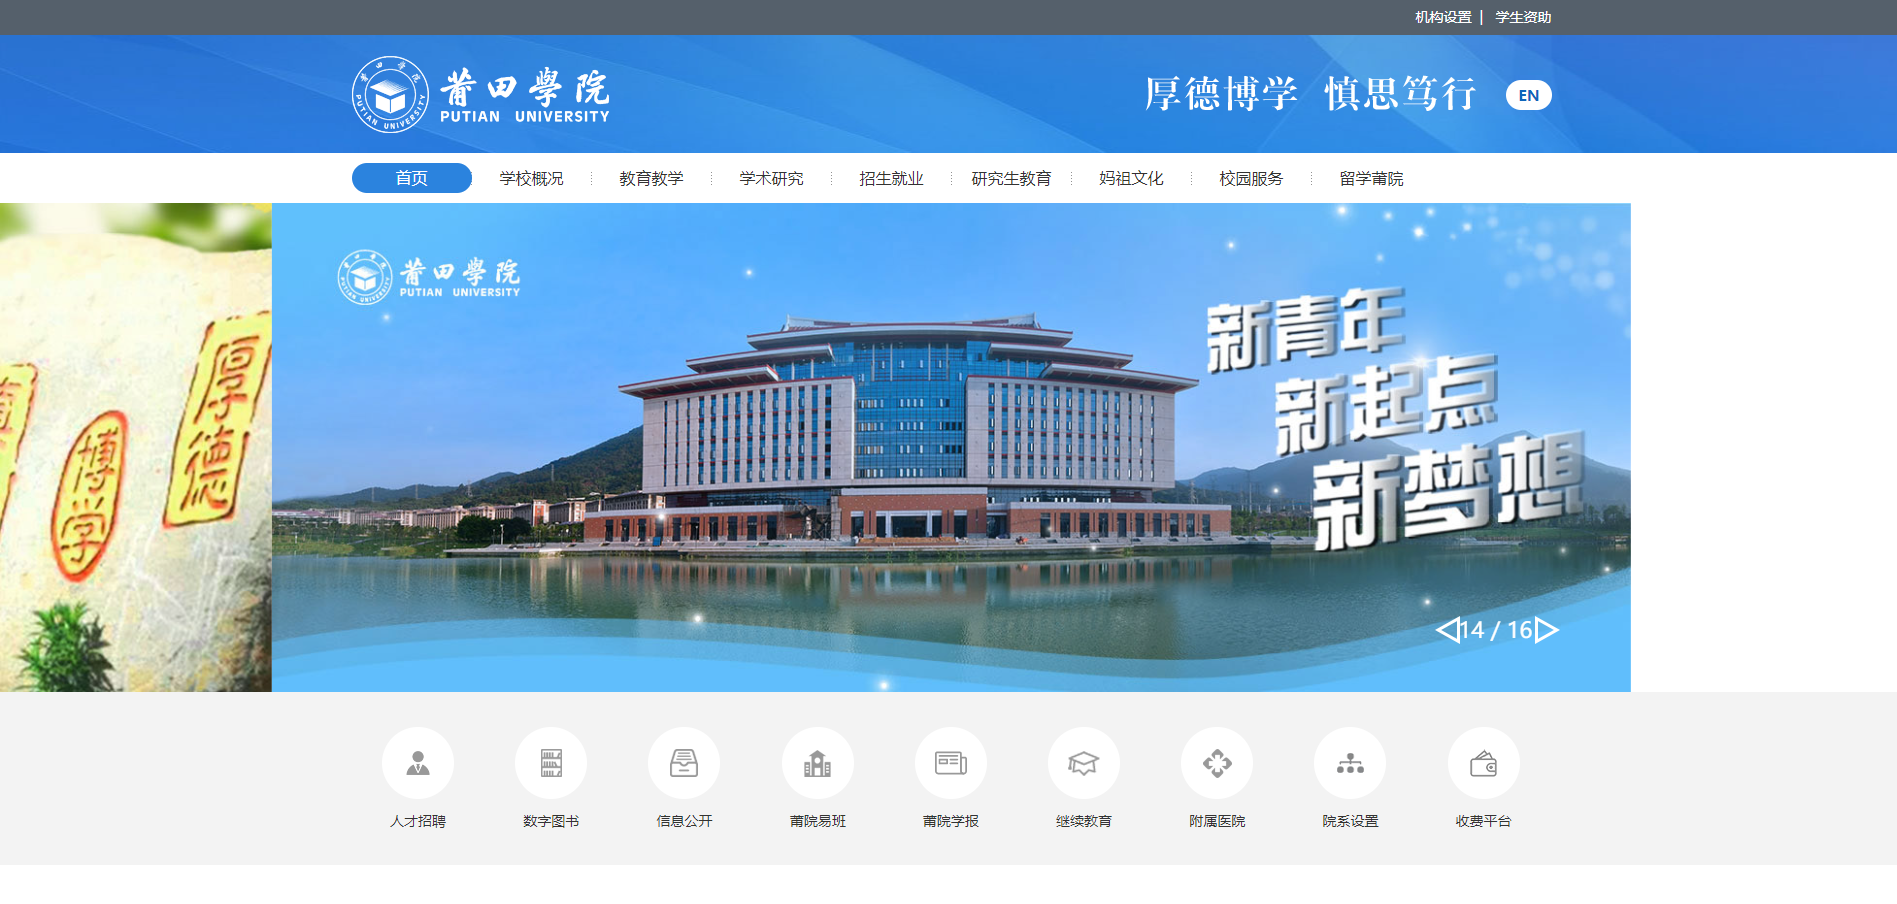 机构设置 | 学生资助
莆田學院
PUTIAN UNIVERSITY
厚德博学 慎思笃行
EN
首页 学校概况 教育教学 学术研究 招生就业 研究生教育 妈祖文化 校园服务 留学莆院
厚德
博学
莆田學院
PUTIAN UNIVERSITY
新青年
新起点
新梦想
14 / 16
人才招聘 数字图书 信息公开 莆院易班 莆院学报 继续教育 附属医院 院系设置 收费平台